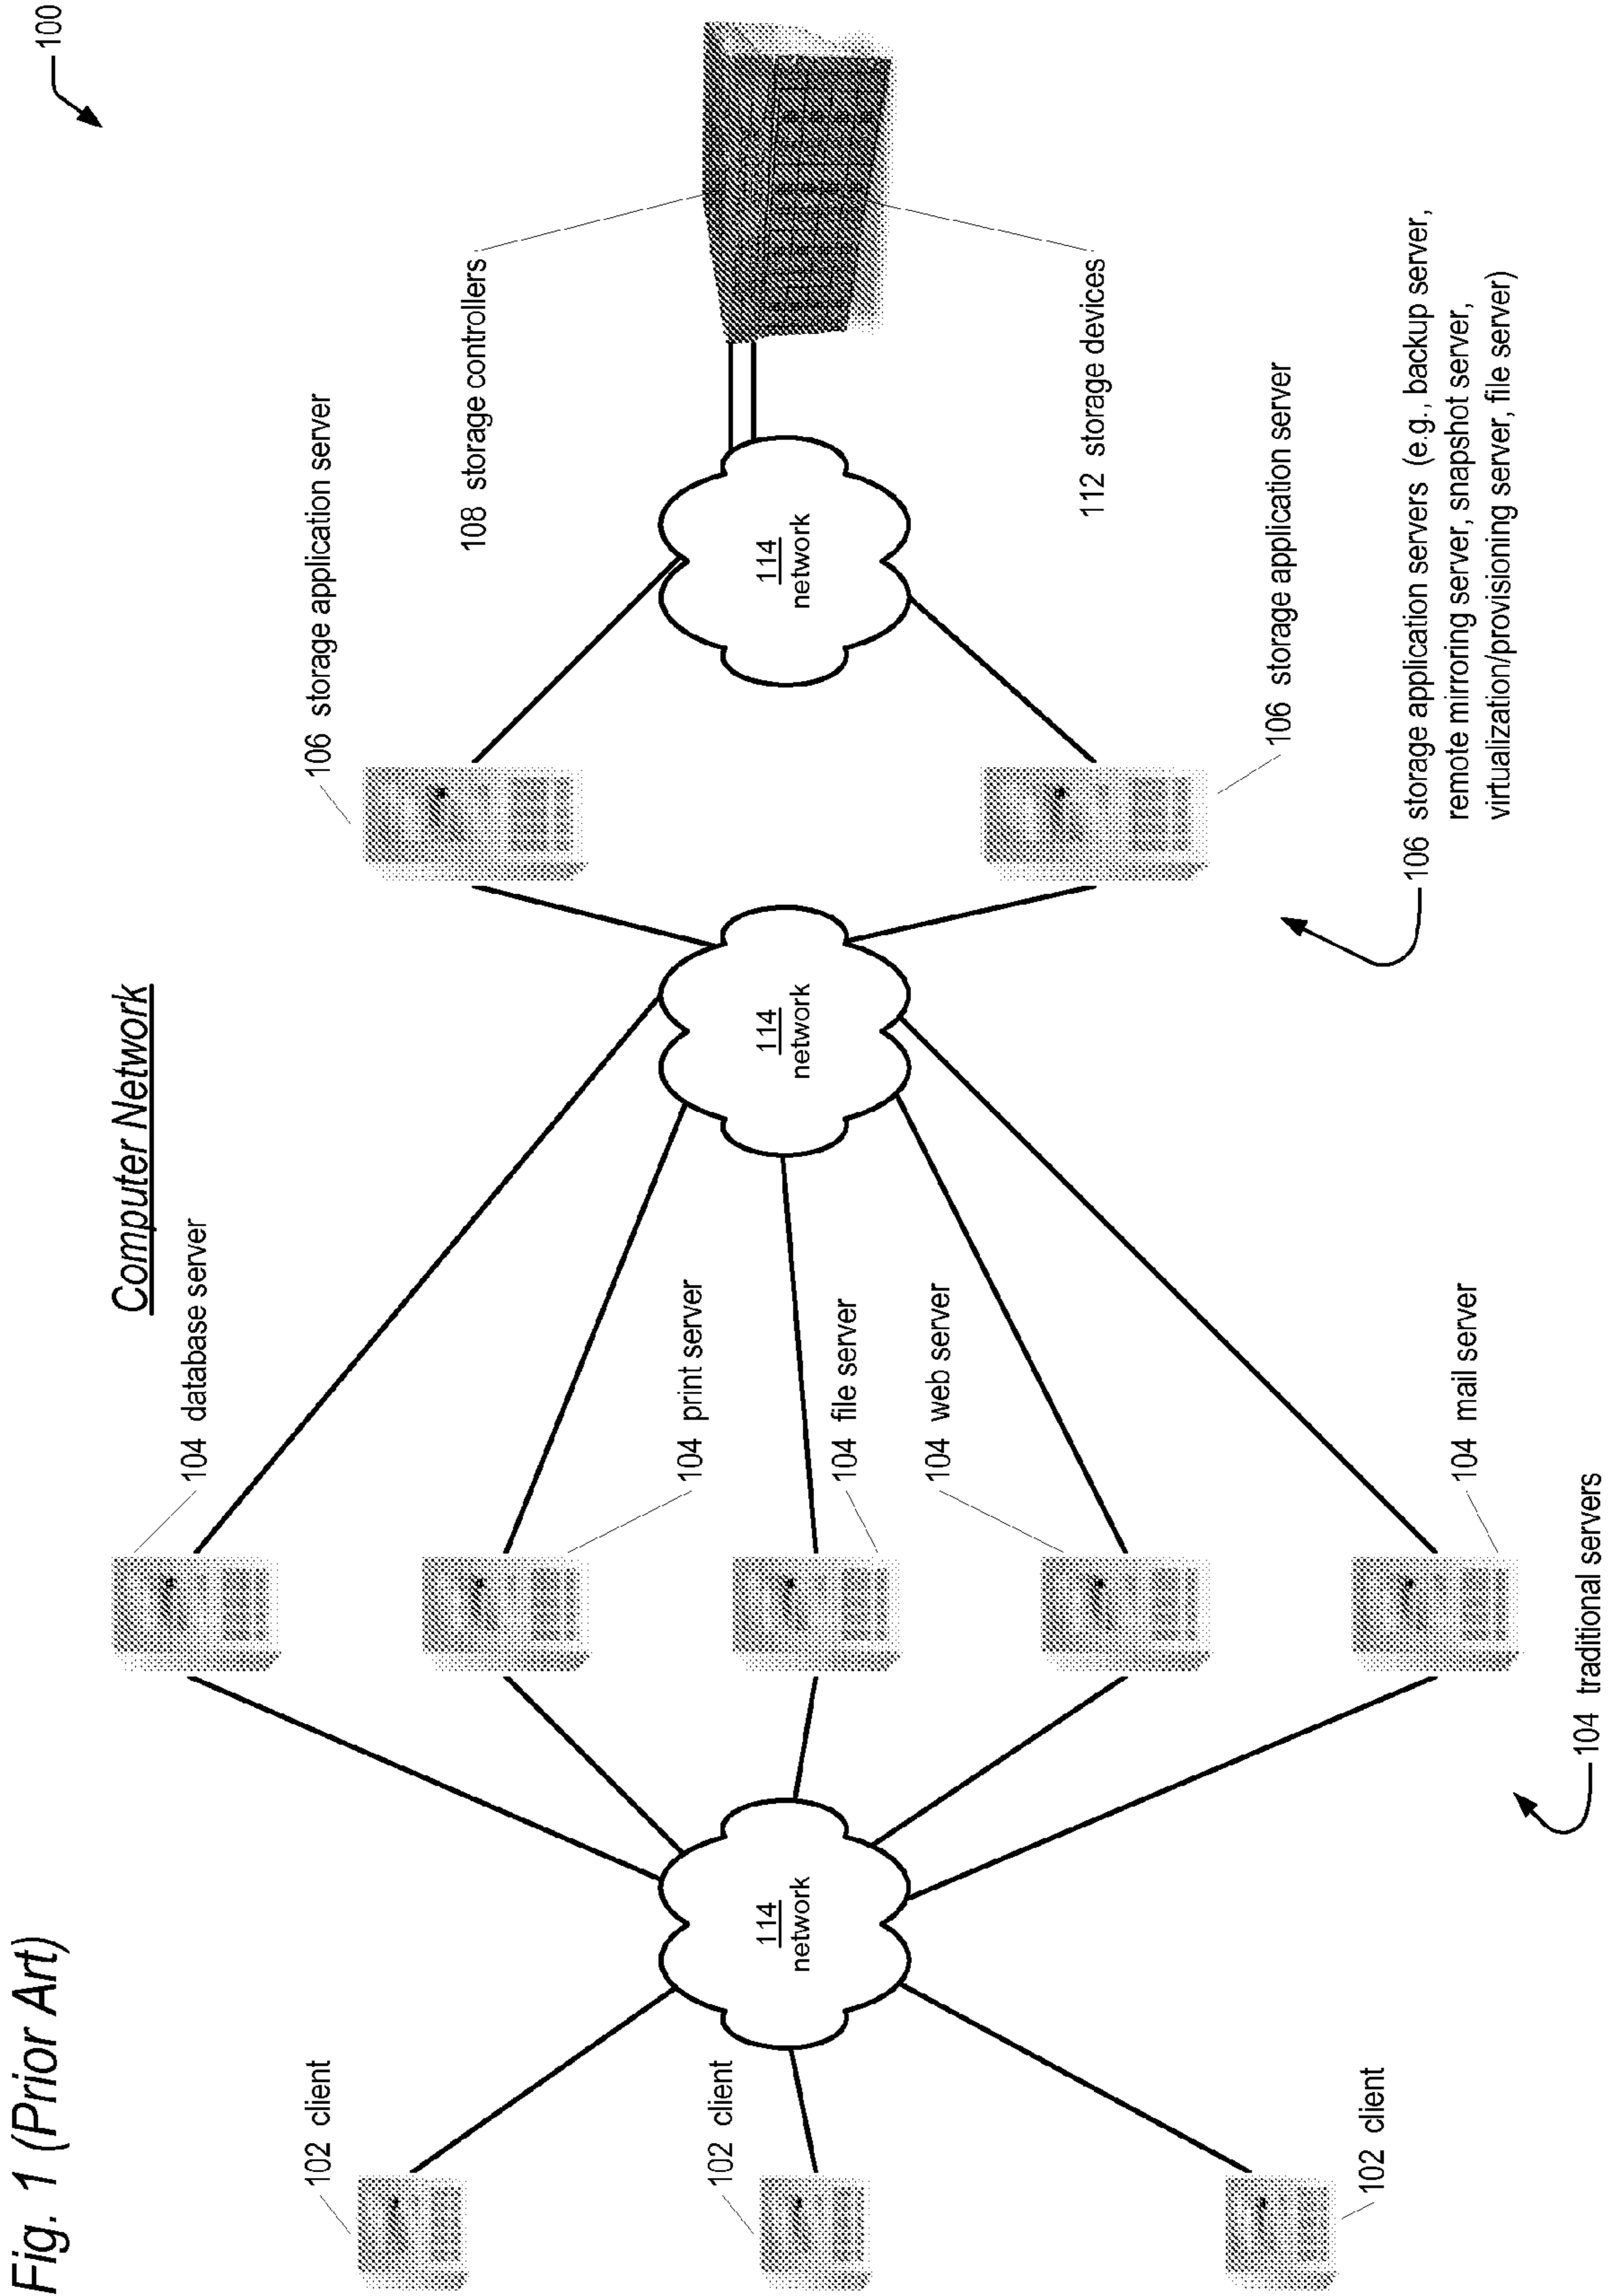 Fig. 1 (Prior Art)
100
Computer Network
102 client
102 client
102 client
114
network
104 database server
104 print server
104 file server
104 web server
104 mail server
104 traditional servers
114
network
106 storage application server
106 storage application server
106 storage application servers (e.g., backup server,
remote mirroring server, snapshot server,
virtualization/provisioning server, file server)
114
network
108 storage controllers
112 storage devices